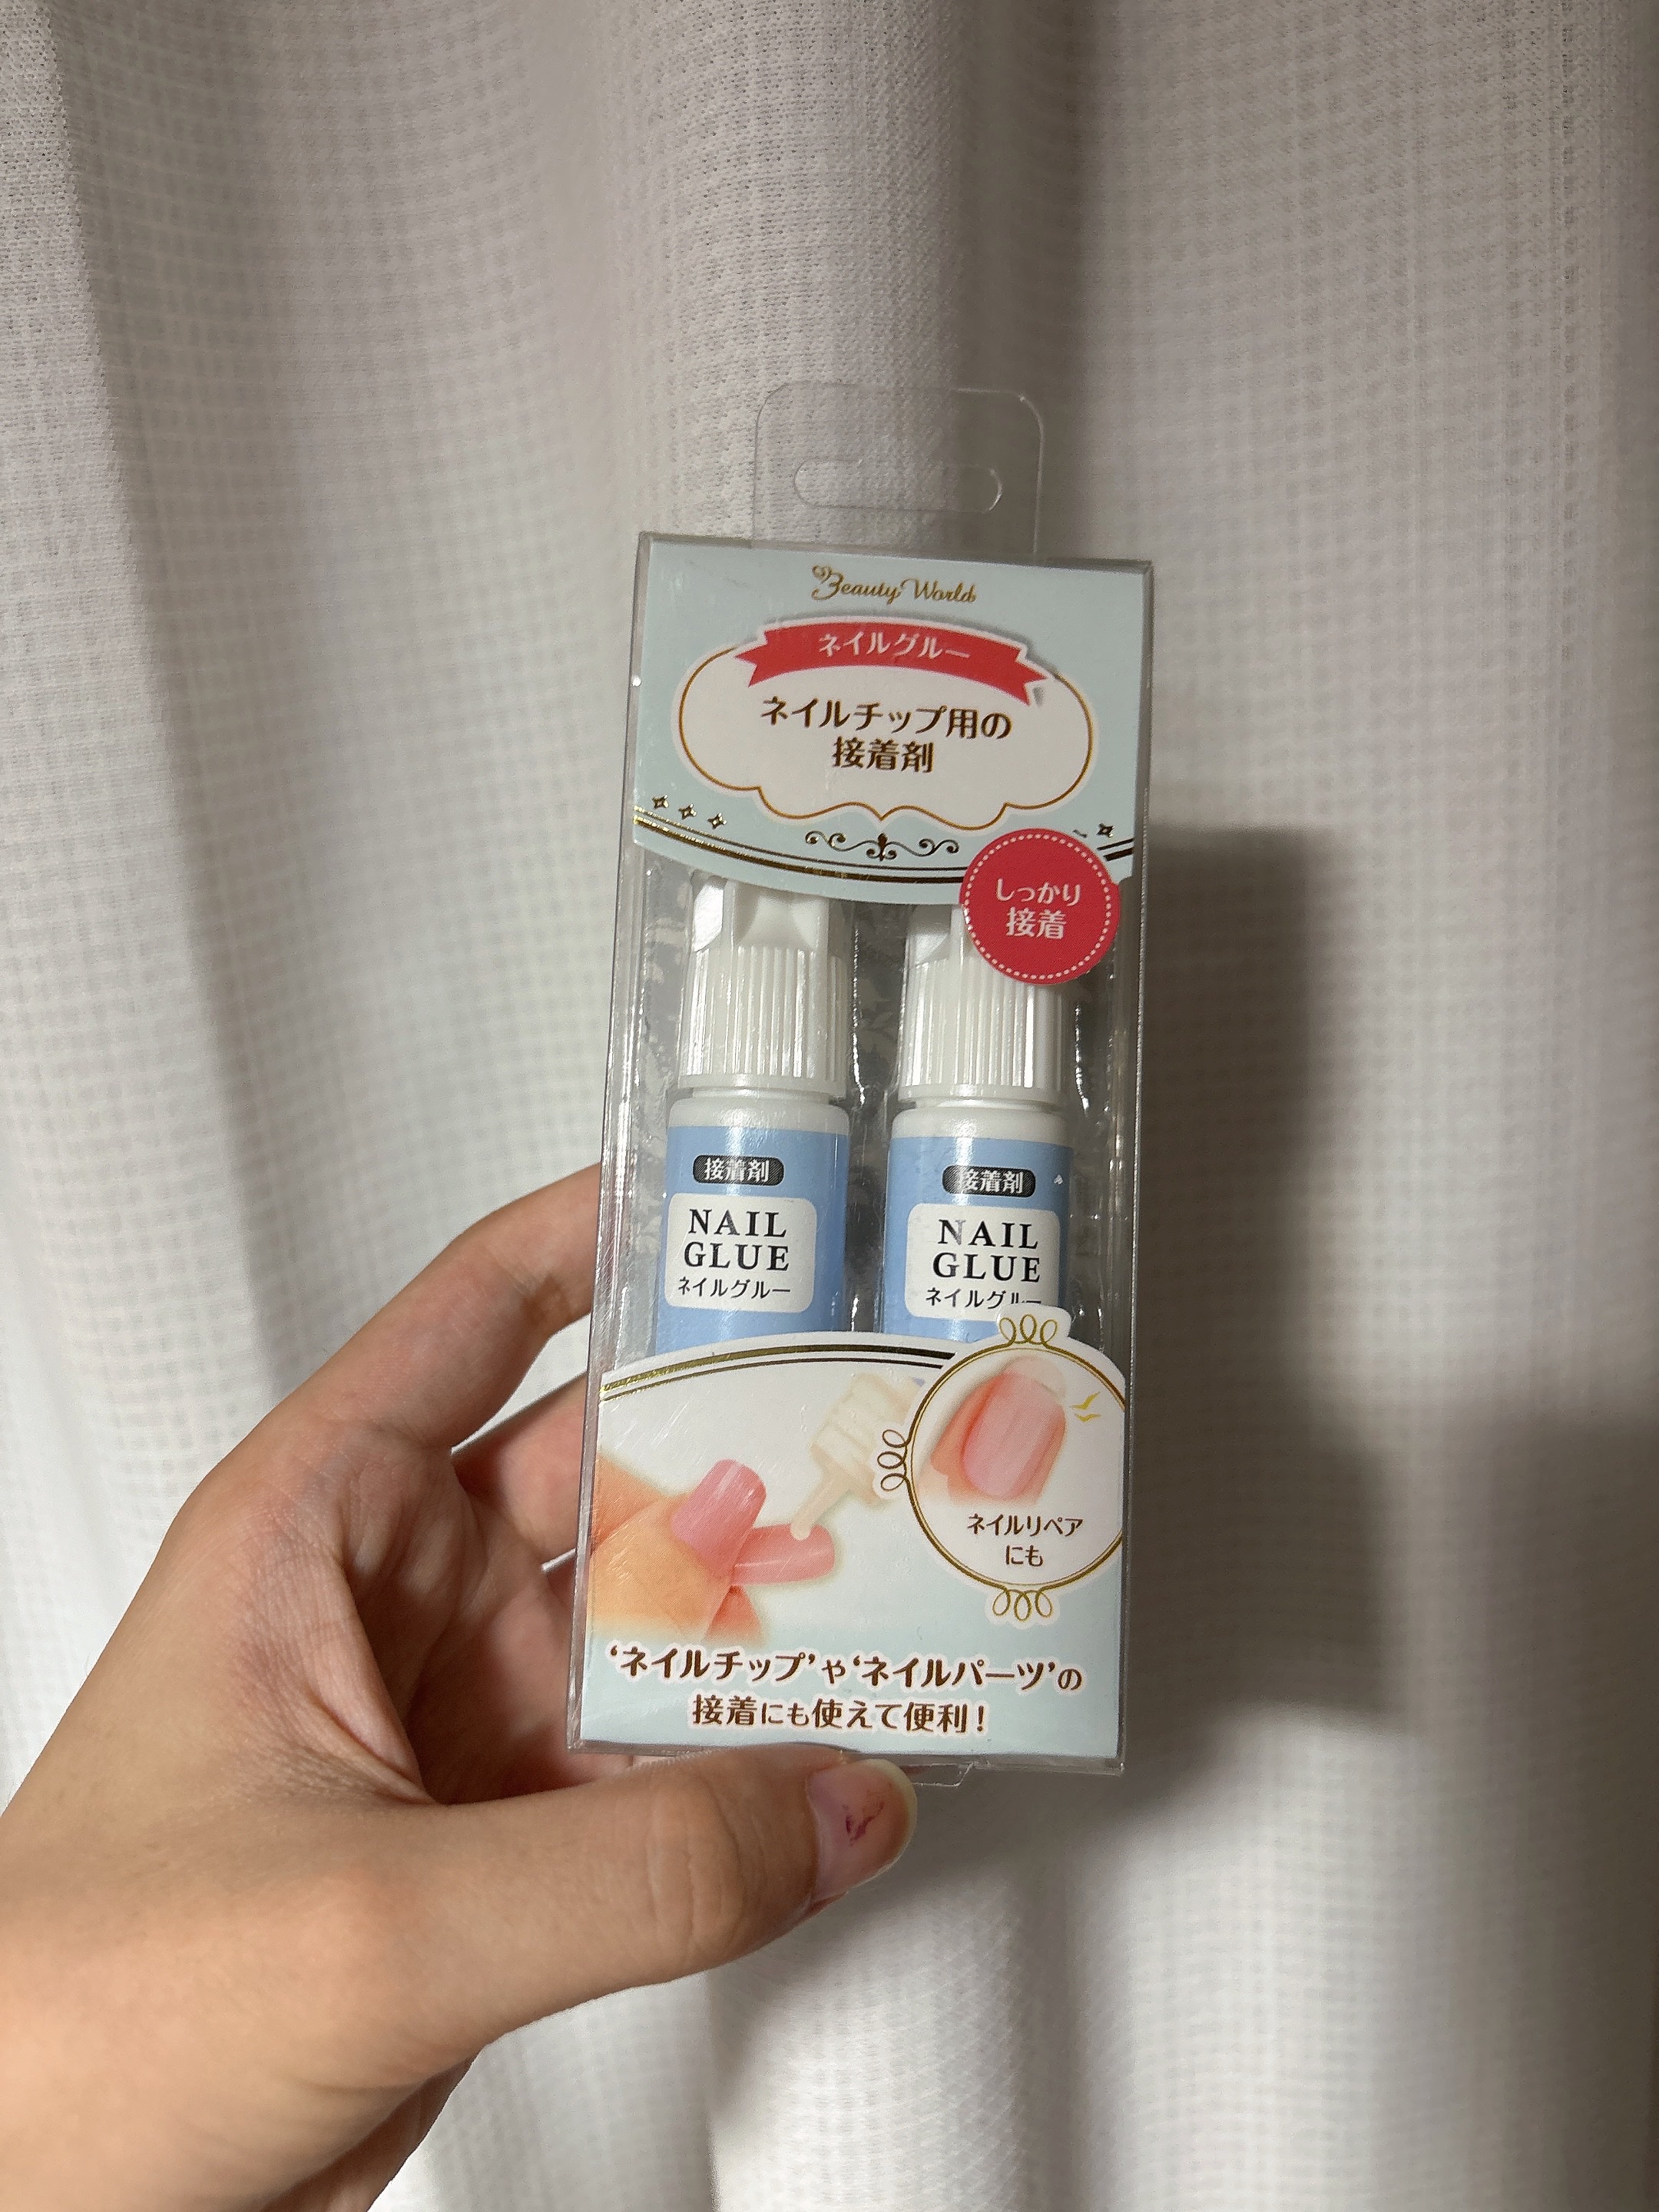 Beauty World
ネイルグルー
ネイルチップ用の
接着剤
しっかり
接着
接着剤
NAIL
GLUE
ネイルグルー
接着剤
NAIL
GLUE
ネイルグルー
ネイルリペア
にも
‘ネイルチップ’や‘ネイルパーツ’の
接着にも使えて便利！